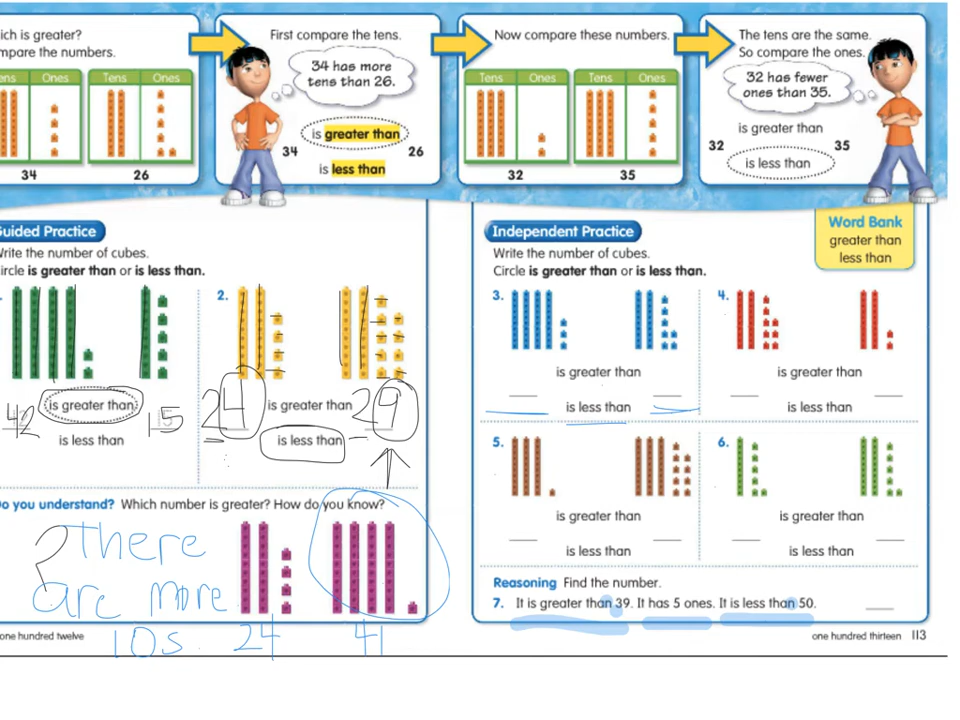 ich is greater?
mpare the numbers.
ens Ones
Tens Ones
34
26
First compare the tens.
34 has more
tens than 26.
is greater than
34
26
is less than
Now compare these numbers.
Tens Ones
Tens Ones
32
35
The tens are the same.
So compare the ones.
32 has fewer
ones than 35.
is greater than
32
35
is less than
uided Practice
Write the number of cubes.
ircle is greater than or is less than.
is greater than
42
15
is less than
2.
24
is greater than
29
is less than
Do you understand? Which number is greater? How do you know?
There
are more
10s.
24
41
one hundred twelve
Word Bank
greater than
less than
Independent Practice
Write the number of cubes.
Circle is greater than or is less than.
3.
is greater than
is less than
4.
is greater than
is less than
5.
is greater than
is less than
6.
is greater than
is less than
Reasoning Find the number.
7. It is greater than 39. It has 5 ones. It is less than 50.
one hundred thirteen 113